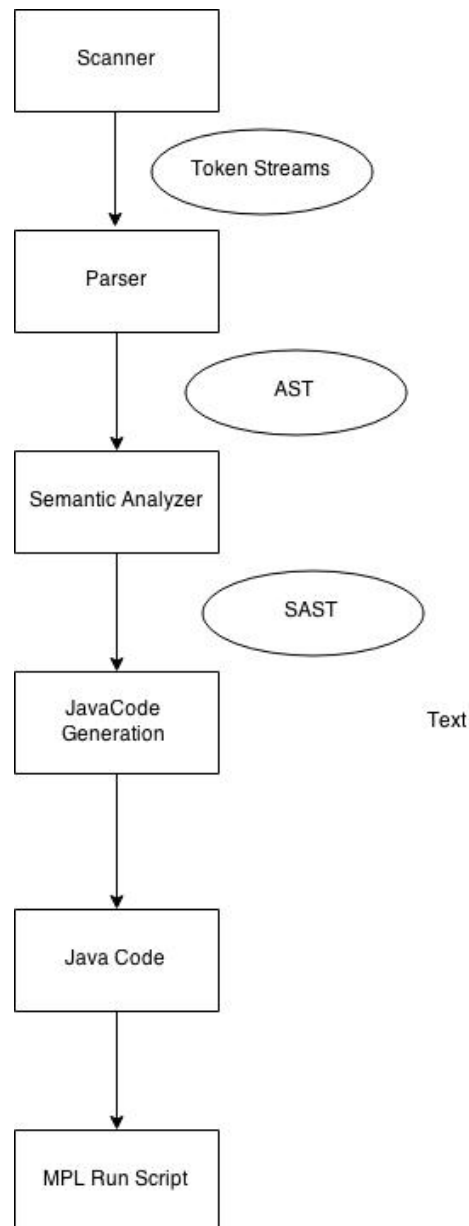 Scanner
Token Streams
Parser
AST
Semantic Analyzer
SAST
JavaCode
Generation
Text
Java Code
MPL Run Script